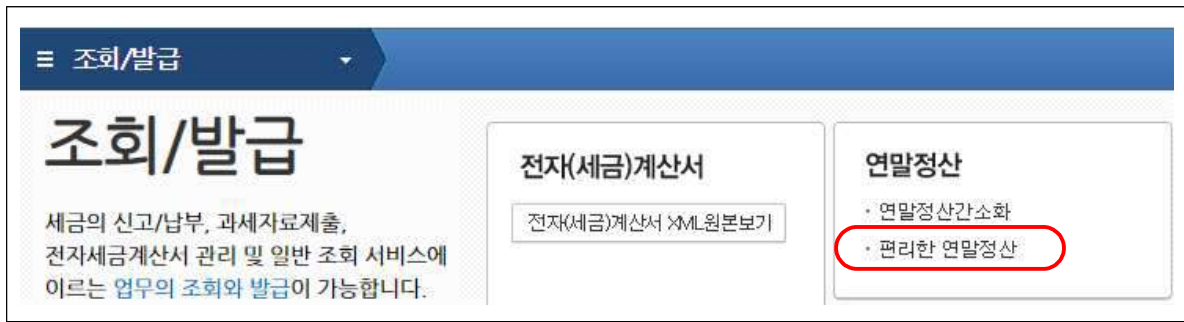 조회/발급
조회/발급
세금의 신고/납부, 과세자료제출,
전자세금계산서 관리 및 일반 조회 서비스에
이르는 업무의 조회와 발급이 가능합니다.
전자(세금)계산서
전자(세금)계산서 XML원본보기
연말정산
· 연말정산간소화
· 편리한 연말정산